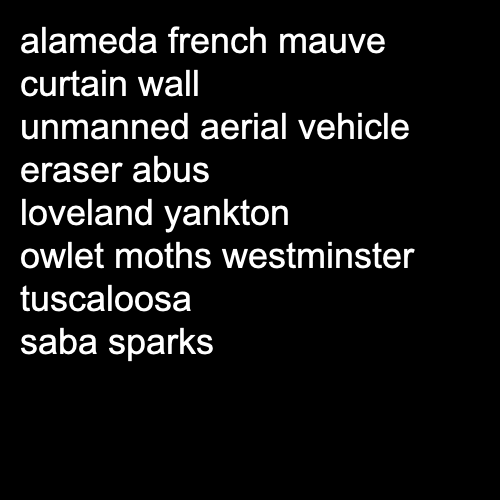 alameda french mauve
curtain wall
unmanned aerial vehicle
eraser abus
loveland yankton
owlet moths westminster
tuscaloosa
saba sparks